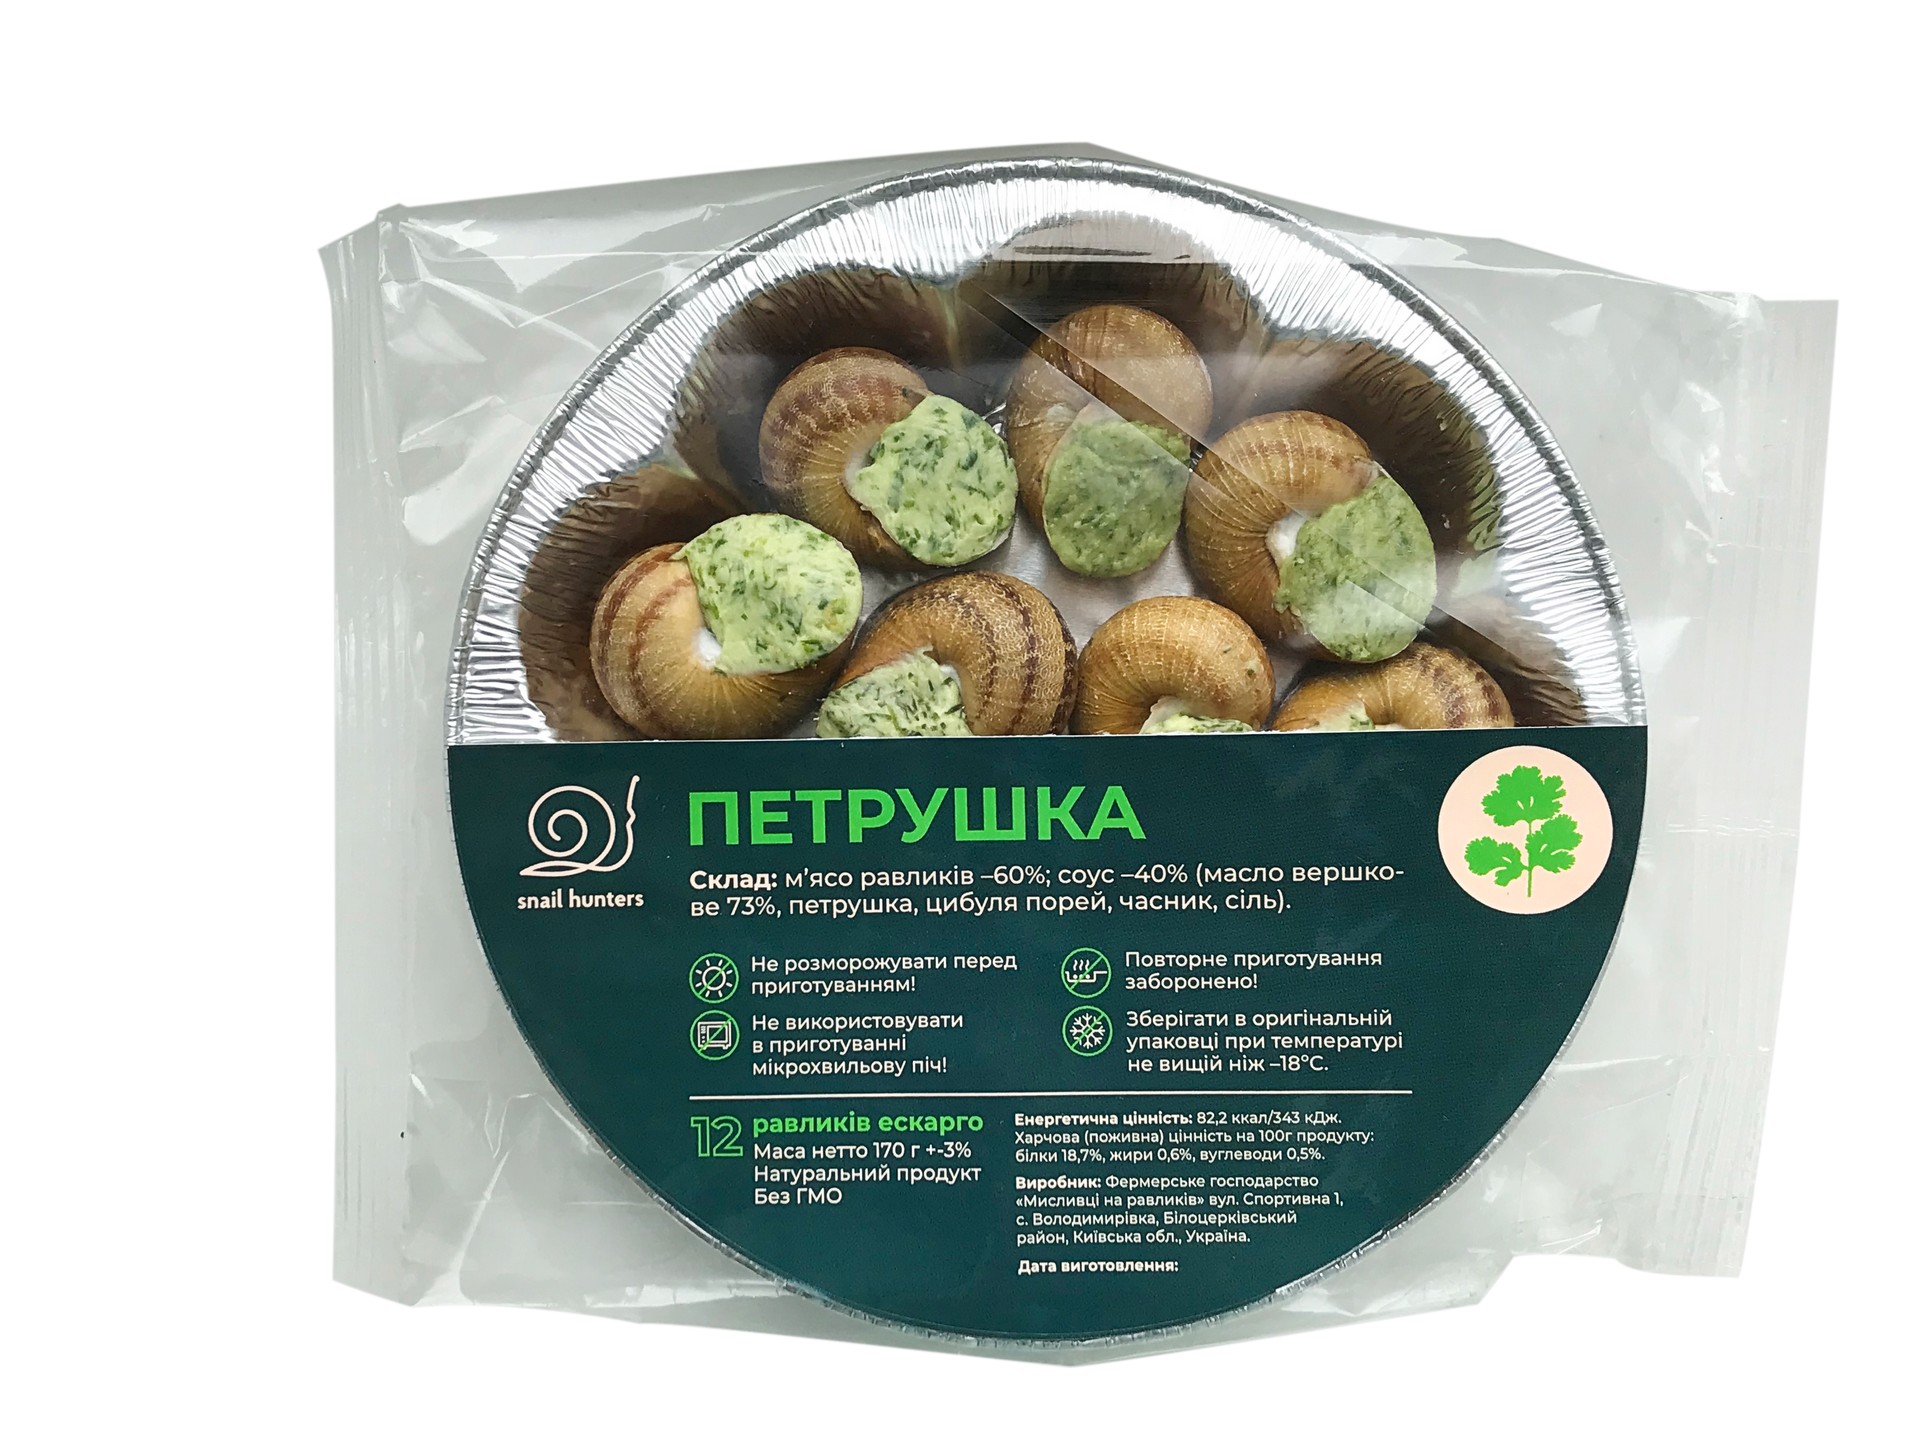 snail hunters
ПЕТРУШКА
Склад: м’ясо равликів –60%; соус –40% (масло вершко-
ве 73%, петрушка, цибуля порей, часник, сіль).
Не розморожувати перед
приготуванням!
Не використовувати
в приготуванні
мікрохвильову піч!
Повторне приготування
заборонено!
Зберігати в оригінальній
упаковці при температурі
не вищій ніж –18°С.
12 равликів ескарго
Маса нетто 170 г +-3%
Натуральний продукт
Без ГМО
Енергетична цінність: 82,2 ккал/343 кДж.
Харчова (поживна) цінність на 100г продукту:
білки 18,7%, жири 0,6%, вуглеводи 0,5%.
Виробник: Фермерське господарство
«Мисливці на равликів» вул. Спортивна 1,
с. Володимирівка, Білоцерківський
район, Київська обл., Україна.
Дата виготовлення: